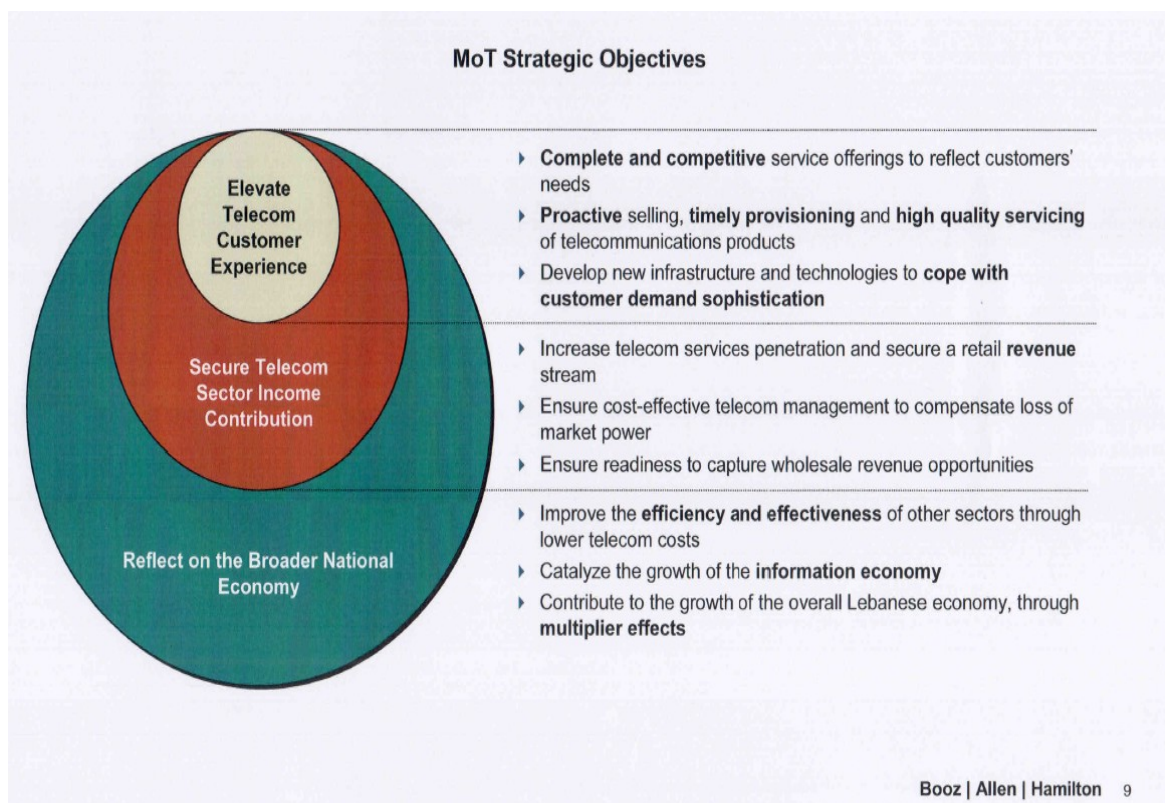 MoT Strategic Objectives
Elevate
Telecom
Customer
Experience
Complete and competitive service offerings to reflect customers'
needs
Proactive selling, timely provisioning and high quality servicing
of telecommunications products
Develop new infrastructure and technologies to cope with
customer demand sophistication
Secure Telecom
Sector Income
Contribution
Increase telecom services penetration and secure a retail revenue
stream
Ensure cost-effective telecom management to compensate loss of
market power
Ensure readiness to capture wholesale revenue opportunities
Reflect on the Broader National
Economy
Improve the efficiency and effectiveness of other sectors through
lower telecom costs
Catalyze the growth of the information economy
Contribute to the growth of the overall Lebanese economy, through
multiplier effects
Booz | Allen | Hamilton 9